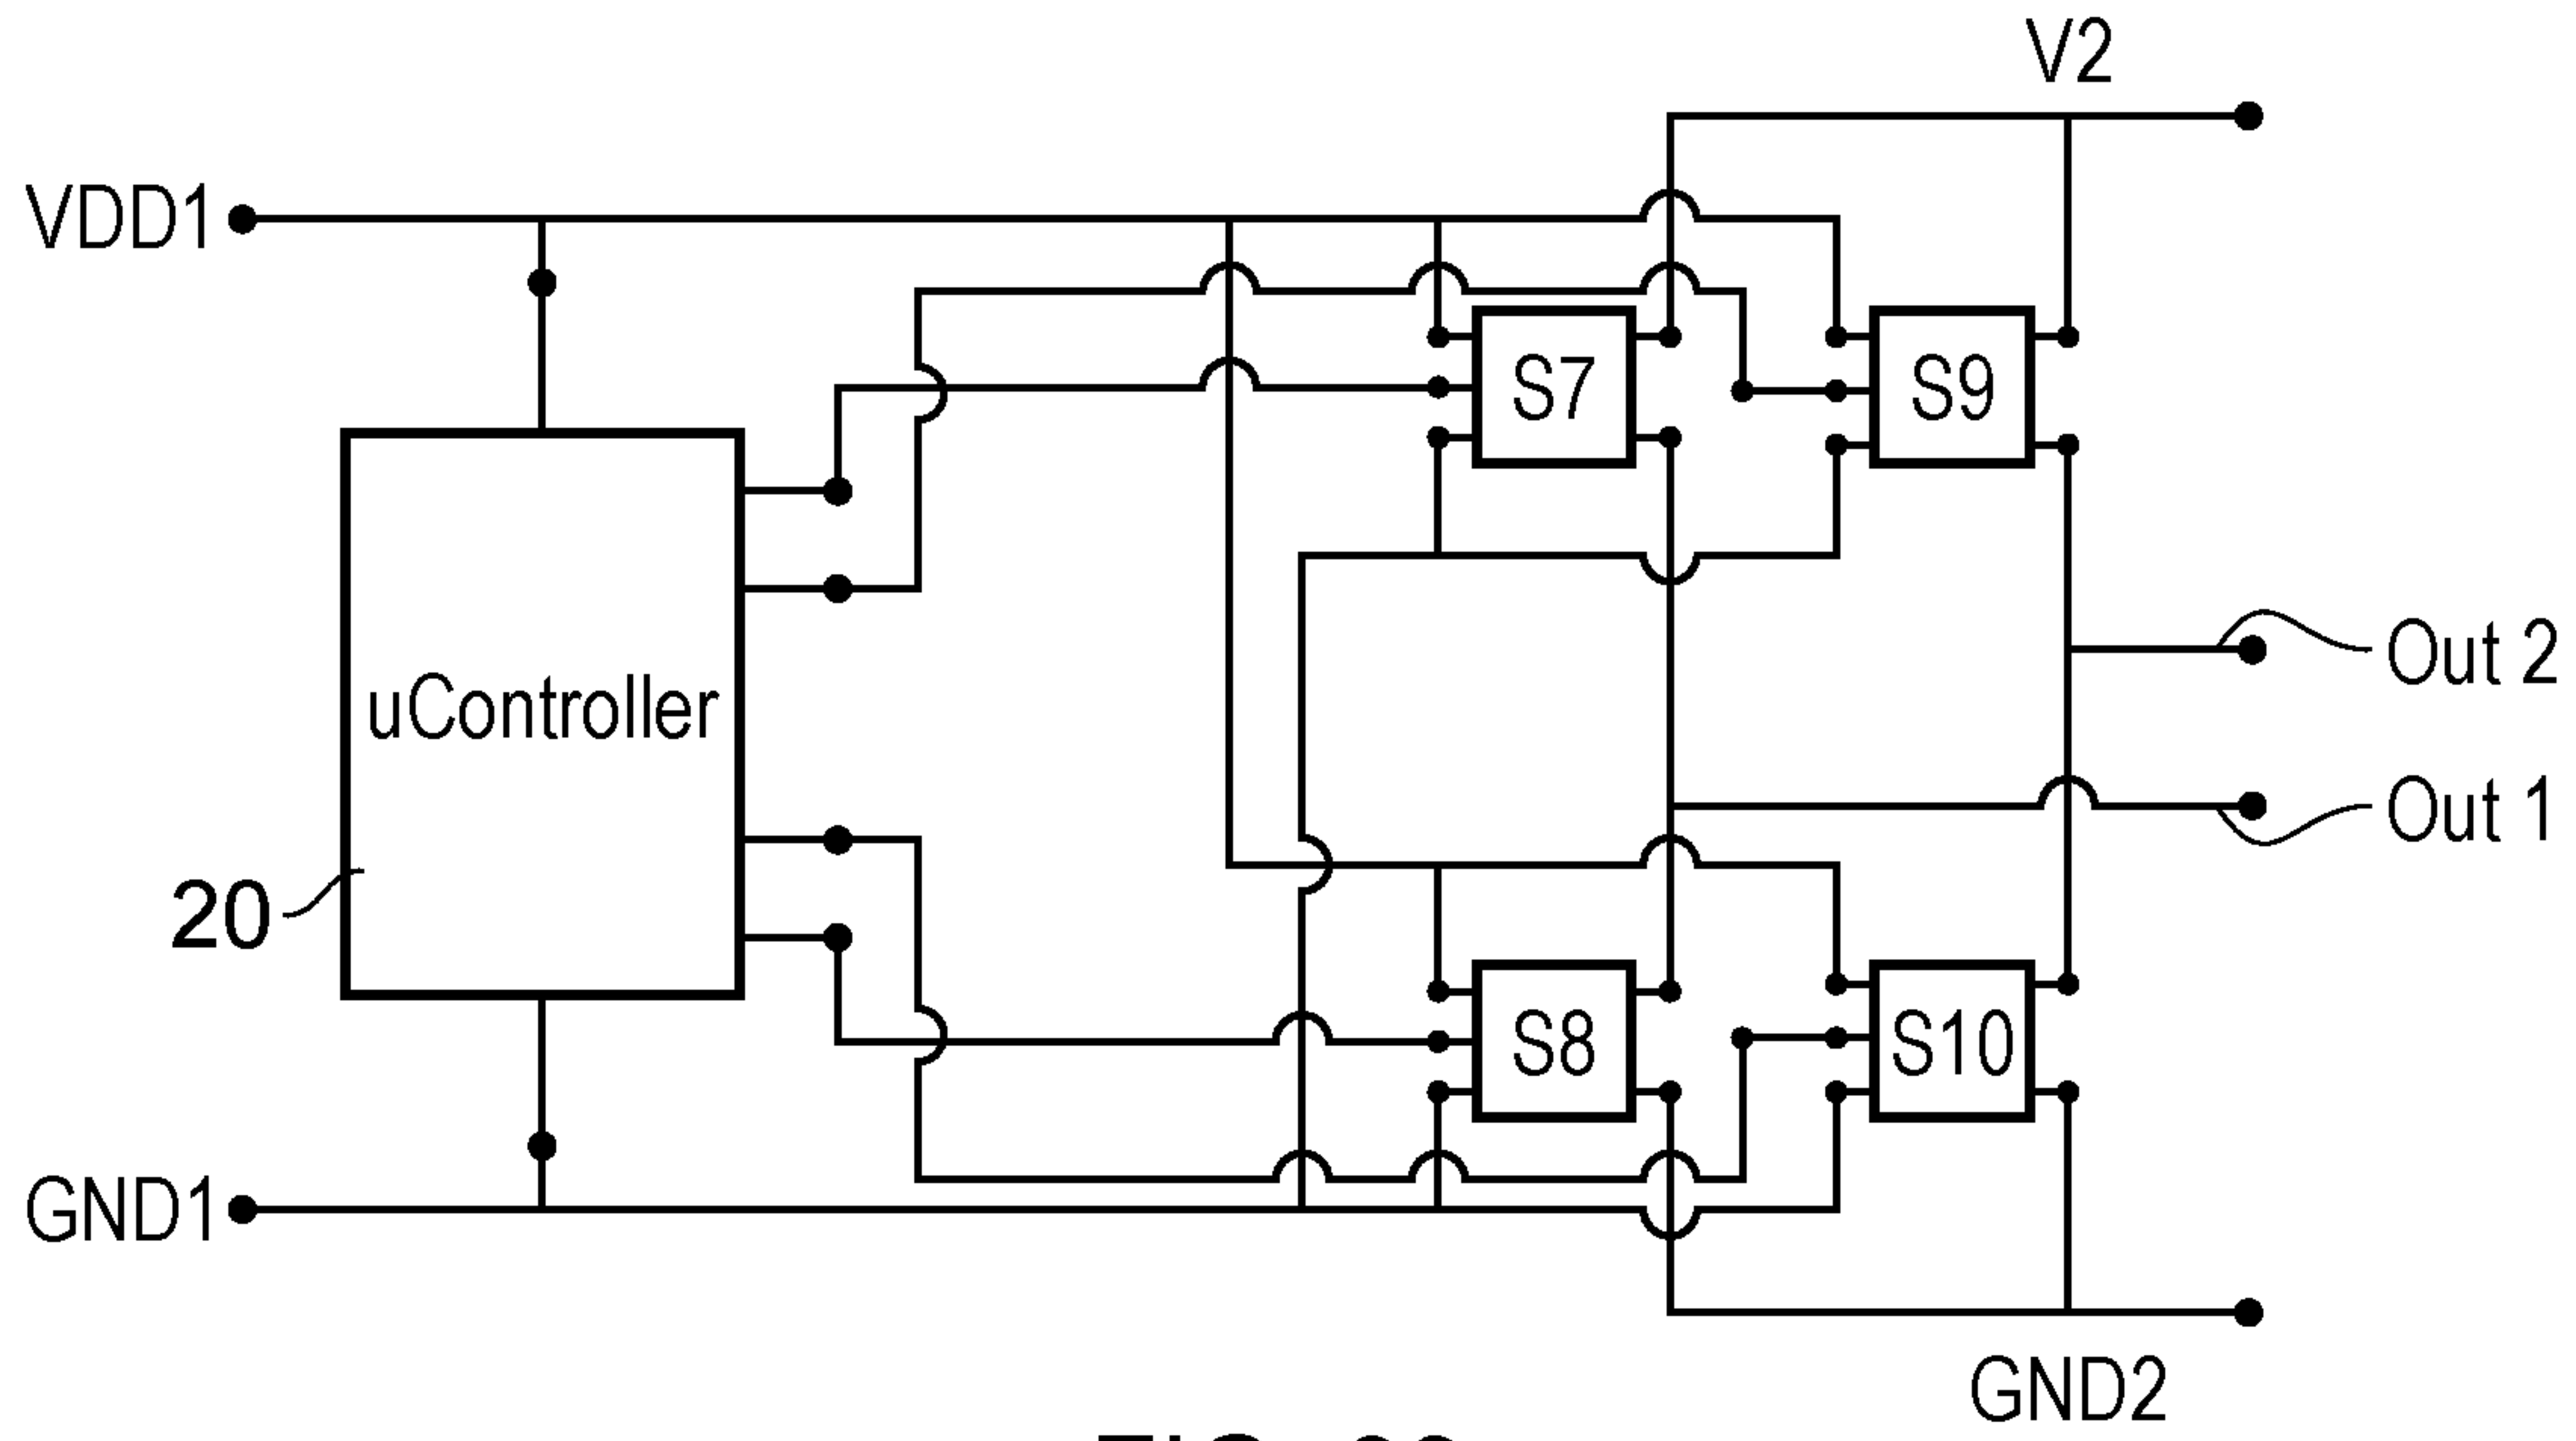 V2
VDD1
S7
S9
uController
Out 2
Out 1
20
S8
S10
GND1
GND2